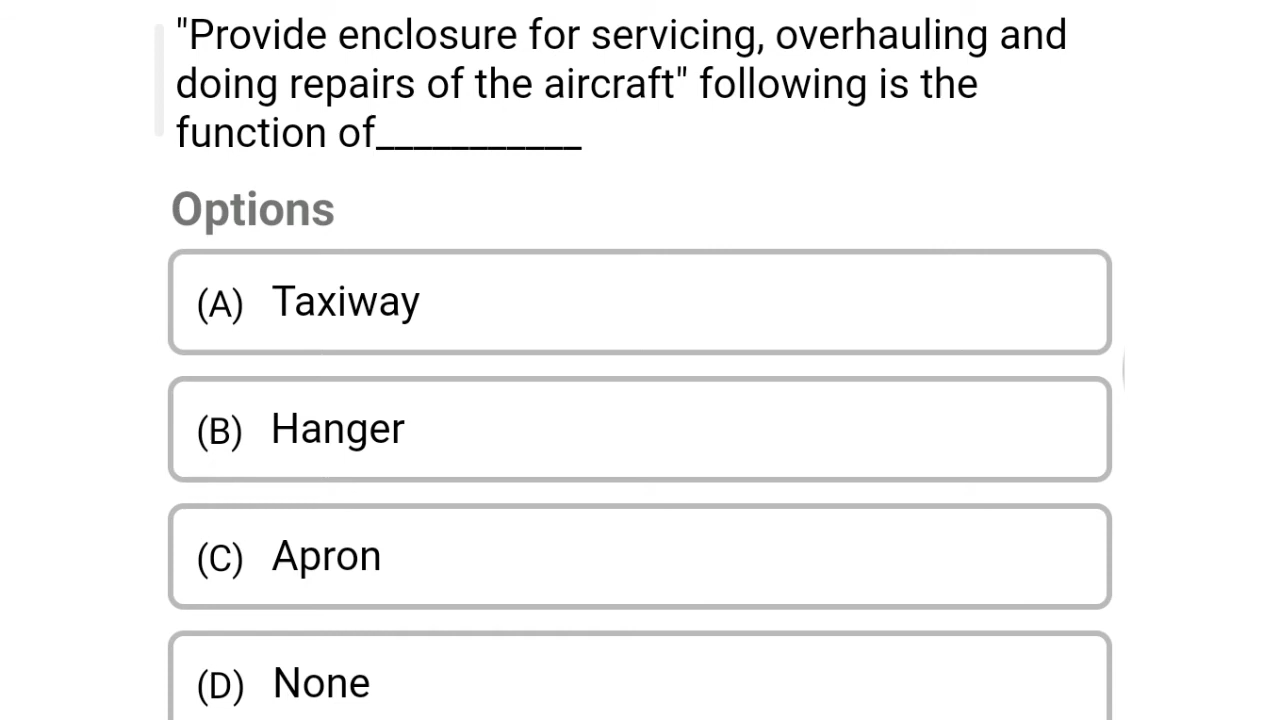 "Provide enclosure for servicing, overhauling and
doing repairs of the aircraft" following is the
function of___________
Options
(A) Taxiway
(B) Hanger
(C) Apron
(D) None